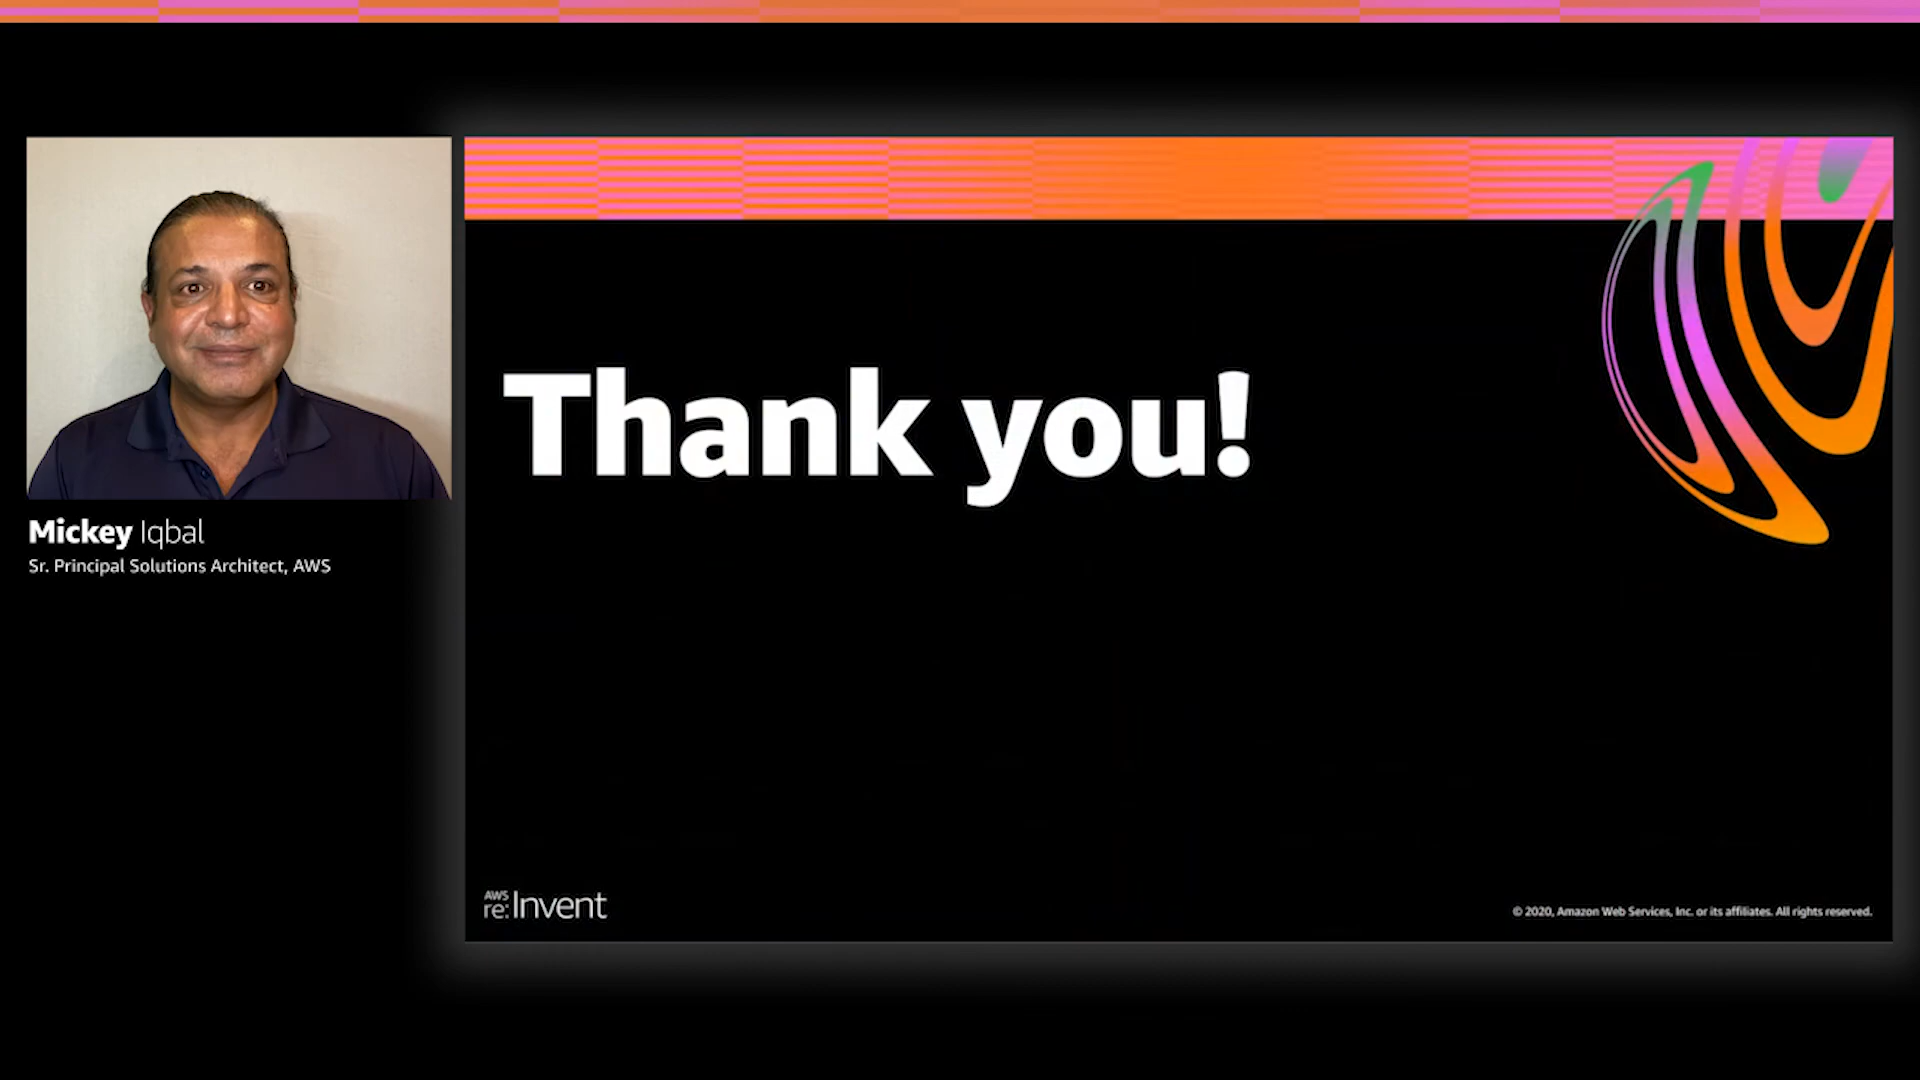 Thank you!
Mickey Iqbal
Sr. Principal Solutions Architect, AWS
AWS
re:Invent
© 2020, Amazon Web Services, Inc. or its affiliates. All rights reserved.